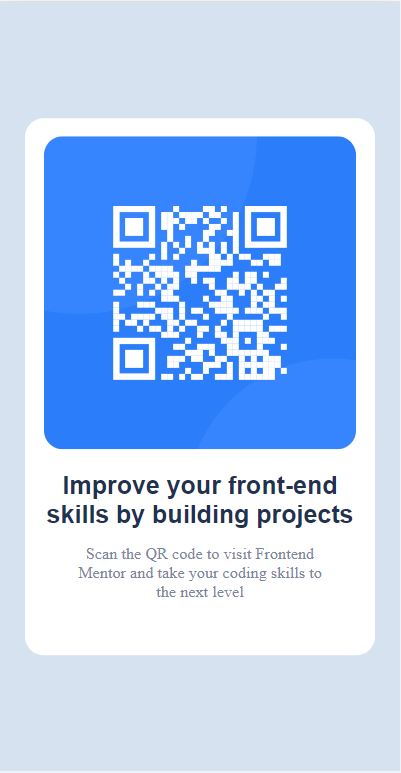 Improve your front-end
skills by building projects
Scan the QR code to visit Frontend
Mentor and take your coding skills to
the next level